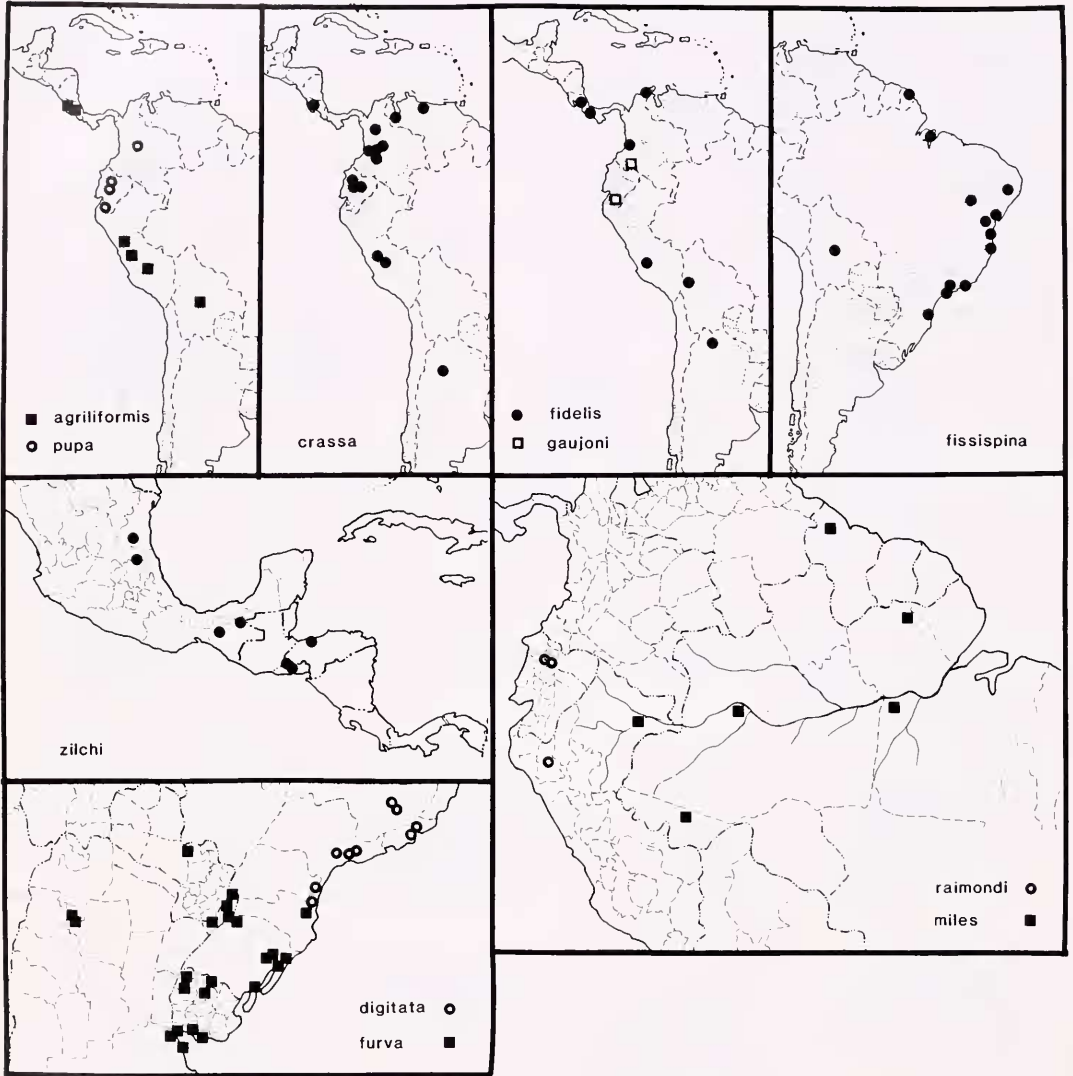 agriliformis
pupa
crassa
fidelis
gaujoni
fissispina
zilchi
raimondi
miles
digitata
furva